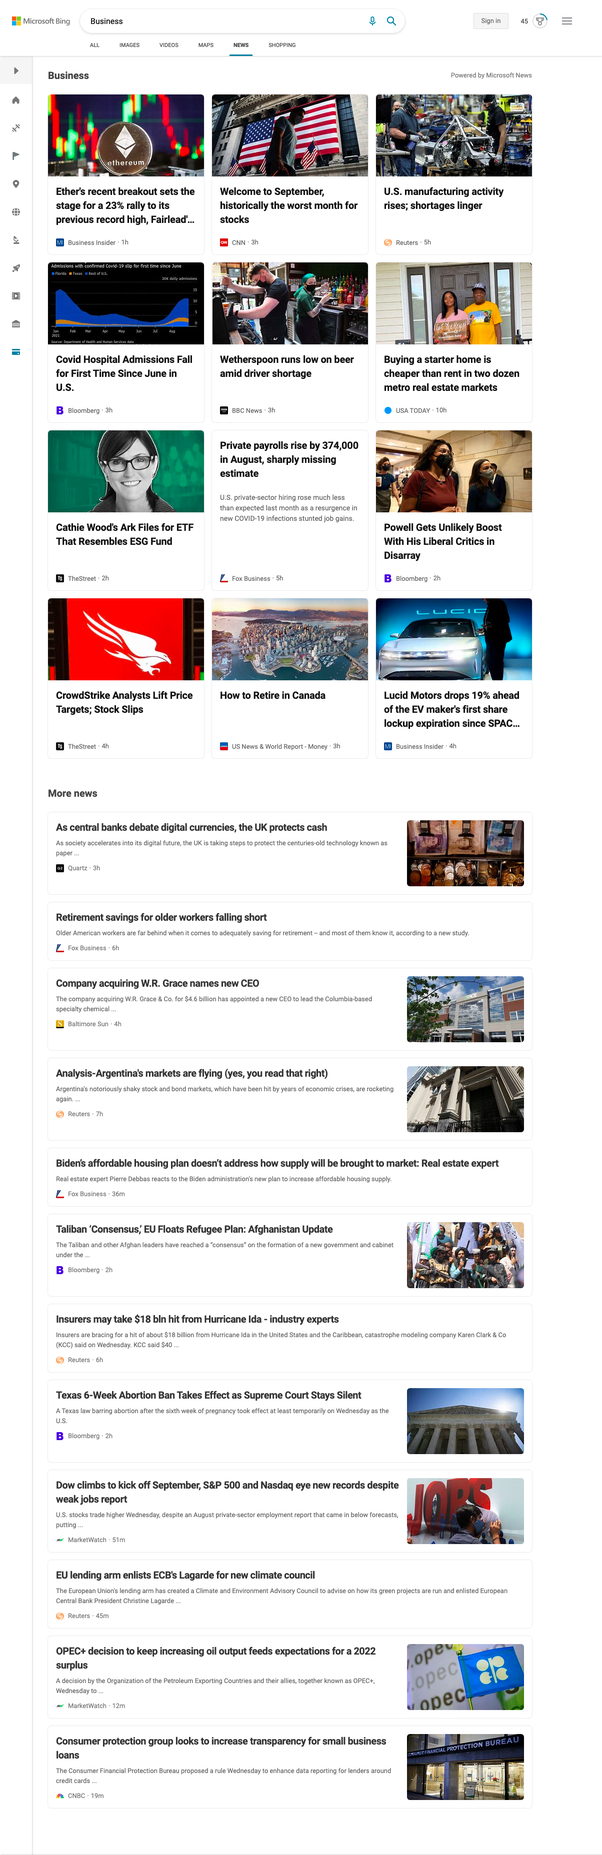 Microsoft Bing
Business
Sign in
45
ALL IMAGES VIDEOS MAPS NEWS SHOPPING
Business
Powered by Microsoft News
ethereum
Ether's recent breakout sets the
stage for a 23% rally to its
previous record high, Fairlead'...
Business Insider · 1h
Welcome to September,
historically the worst month for
stocks
CNN · 3h
U.S. manufacturing activity
rises; shortages linger
Reuters · 5h
Admissions with confirmed Covid-19 slip for first time since June
Florida Texas Rest of U.S.
Covid Hospital Admissions Fall
for First Time Since June in
U.S.
Bloomberg · 3h
Wetherspoon runs low on beer
amid driver shortage
BBC News · 3h
Buying a starter home is
cheaper than rent in two dozen
metro real estate markets
USA TODAY · 10h
Cathie Wood's Ark Files for ETF
That Resembles ESG Fund
TheStreet · 2h
Private payrolls rise by 374,000
in August, sharply missing
estimate
U.S. private-sector hiring rose much less
than expected last month as a resurgence in
new COVID-19 infections stunted job gains.
Fox Business · 5h
Powell Gets Unlikely Boost
With His Liberal Critics in
Disarray
Bloomberg · 2h
CrowdStrike Analysts Lift Price
Targets; Stock Slips
TheStreet · 4h
How to Retire in Canada
US News & World Report - Money · 3h
LUCID
Lucid Motors drops 19% ahead
of the EV maker's first share
lockup expiration since SPAC...
Business Insider · 4h
More news
As central banks debate digital currencies, the UK protects cash
As society accelerates into its digital future, the UK is taking steps to protect the centuries-old technology known as
paper ...
Quartz · 3h
Retirement savings for older workers falling short
Older American workers are far behind when it comes to adequately saving for retirement – and most of them know it, according to a new study.
Fox Business · 6h
Company acquiring W.R. Grace names new CEO
The company acquiring W.R. Grace & Co. for $4.6 billion has appointed a new CEO to lead the Columbia-based
specialty chemical ...
Baltimore Sun · 4h
Analysis-Argentina's markets are flying (yes, you read that right)
Argentina's notoriously shaky stock and bond markets, which have been hit by years of economic crises, are rocketing
again. ...
Reuters · 7h
Biden's affordable housing plan doesn't address how supply will be brought to market: Real estate expert
Real estate expert Pierre Debbas reacts to the Biden administration's new plan to increase affordable housing supply.
Fox Business · 36m
Taliban 'Consensus,' EU Floats Refugee Plan: Afghanistan Update
The Taliban and other Afghan leaders have reached a "consensus" on the formation of a new government and cabinet
under the ...
Bloomberg · 2h
Insurers may take $18 bln hit from Hurricane Ida - industry experts
Insurers are bracing for a hit of about $18 billion from Hurricane Ida in the United States and the Caribbean, catastrophe modeling company Karen Clark & Co
(KCC) said on Wednesday. KCC said $40 ...
Reuters · 6h
Texas 6-Week Abortion Ban Takes Effect as Supreme Court Stays Silent
A Texas law barring abortion after the sixth week of pregnancy took effect at least temporarily on Wednesday as the
U.S.
Bloomberg · 2h
Dow climbs to kick off September, S&P 500 and Nasdaq eye new records despite
weak jobs report
U.S. stocks trade higher Wednesday, despite an August private-sector employment report that came in below forecasts,
putting ...
MarketWatch · 51m
JOBS
EU lending arm enlists ECB's Lagarde for new climate council
The European Union's lending arm has created a Climate and Environment Advisory Council to advise on how its green projects are run and enlisted European
Central Bank President Christine Lagarde ...
Reuters · 45m
OPEC+ decision to keep increasing oil output feeds expectations for a 2022
surplus
A decision by the Organization of the Petroleum Exporting Countries and their allies, together known as OPEC+,
Wednesday to ...
MarketWatch · 12m
opec
Consumer protection group looks to increase transparency for small business
loans
The Consumer Financial Protection Bureau proposed a rule Wednesday to enhance data reporting for lenders around
credit cards ...
CNBC · 19m
FINANCIAL PROTECTION BUREAU